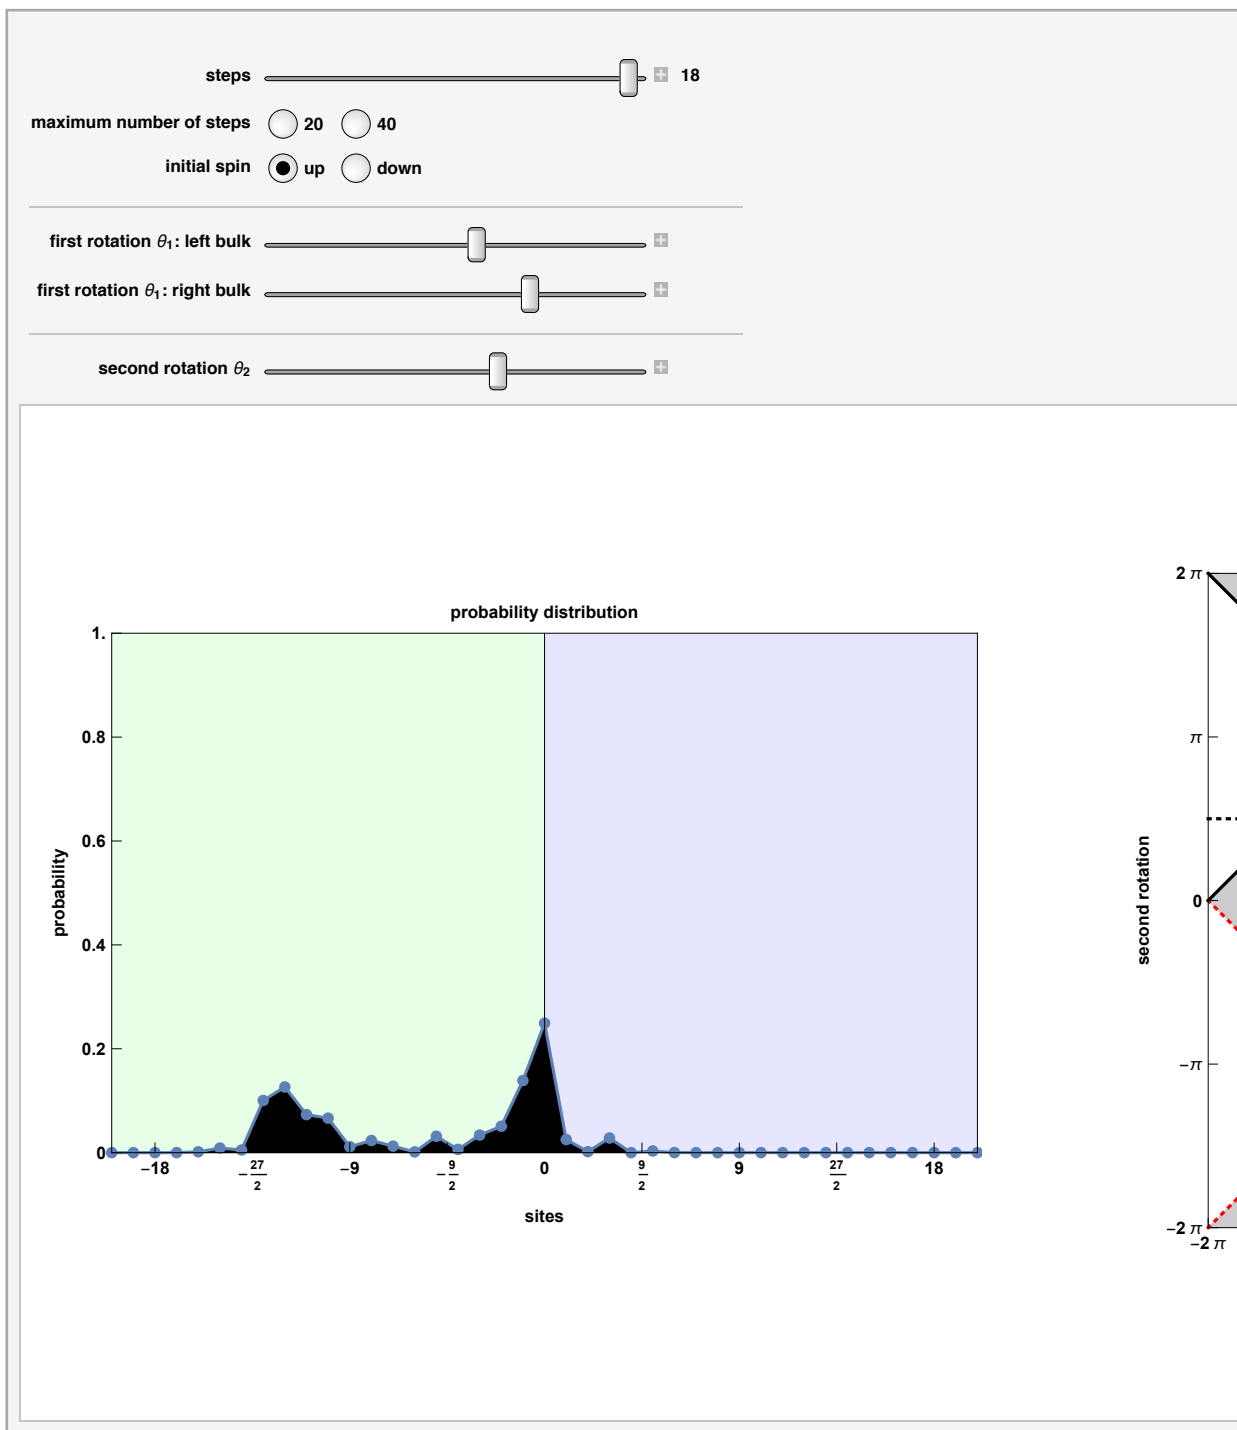 steps 18
maximum number of steps 20 40
initial spin up down
first rotation θ₁: left bulk
first rotation θ₁: right bulk
second rotation θ₂
probability distribution
1.
0.8
0.6
0.4
0.2
0
probability
−18 −27/2 −9 −9/2 0 9/2 9 27/2 18
sites
2 π
π
0
−π
−2 π
second rotation
−2 π